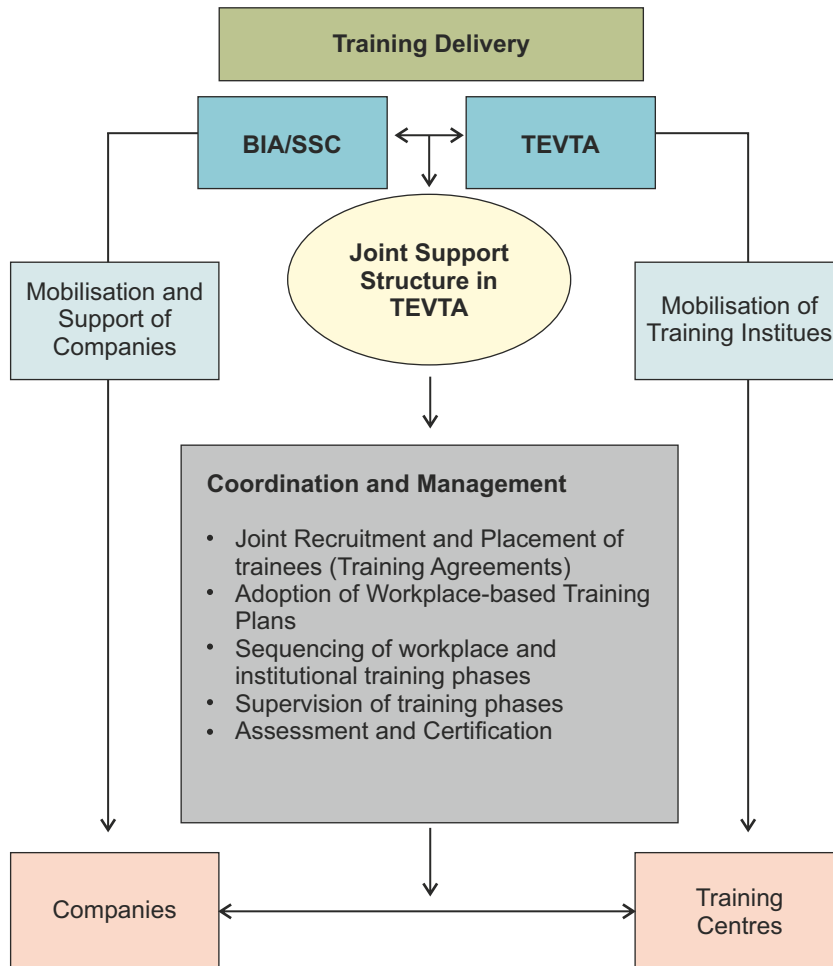 Training Delivery
BIA/SSC
TEVTA
Joint Support
Structure in
TEVTA
Mobilisation and
Support of
Companies
Mobilisation of
Training Institues
Coordination and Management
• Joint Recruitment and Placement of
trainees (Training Agreements)
• Adoption of Workplace-based Training
Plans
• Sequencing of workplace and
institutional training phases
• Supervision of training phases
• Assessment and Certification
Companies
Training
Centres